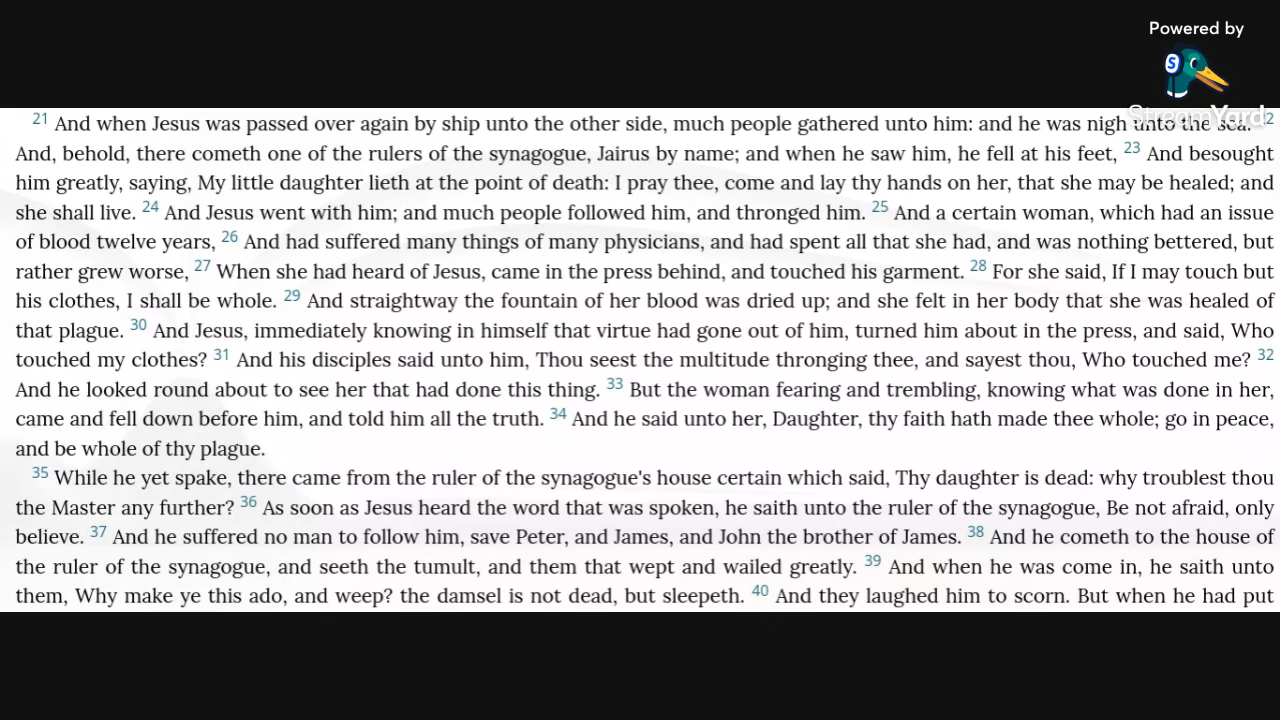 Powered by
S
StreamYard
21 And when Jesus was passed over again by ship unto the other side, much people gathered unto him: and he was nigh unto the sea. 22
And, behold, there cometh one of the rulers of the synagogue, Jairus by name; and when he saw him, he fell at his feet, 23 And besought
him greatly, saying, My little daughter lieth at the point of death: I pray thee, come and lay thy hands on her, that she may be healed; and
she shall live. 24 And Jesus went with him; and much people followed him, and thronged him. 25 And a certain woman, which had an issue
of blood twelve years, 26 And had suffered many things of many physicians, and had spent all that she had, and was nothing bettered, but
rather grew worse, 27 When she had heard of Jesus, came in the press behind, and touched his garment. 28 For she said, If I may touch but
his clothes, I shall be whole. 29 And straightway the fountain of her blood was dried up; and she felt in her body that she was healed of
that plague. 30 And Jesus, immediately knowing in himself that virtue had gone out of him, turned him about in the press, and said, Who
touched my clothes? 31 And his disciples said unto him, Thou seest the multitude thronging thee, and sayest thou, Who touched me? 32
And he looked round about to see her that had done this thing. 33 But the woman fearing and trembling, knowing what was done in her,
came and fell down before him, and told him all the truth. 34 And he said unto her, Daughter, thy faith hath made thee whole; go in peace,
and be whole of thy plague.
35 While he yet spake, there came from the ruler of the synagogue's house certain which said, Thy daughter is dead: why troublest thou
the Master any further? 36 As soon as Jesus heard the word that was spoken, he saith unto the ruler of the synagogue, Be not afraid, only
believe. 37 And he suffered no man to follow him, save Peter, and James, and John the brother of James. 38 And he cometh to the house of
the ruler of the synagogue, and seeth the tumult, and them that wept and wailed greatly. 39 And when he was come in, he saith unto
them, Why make ye this ado, and weep? the damsel is not dead, but sleepeth. 40 And they laughed him to scorn. But when he had put